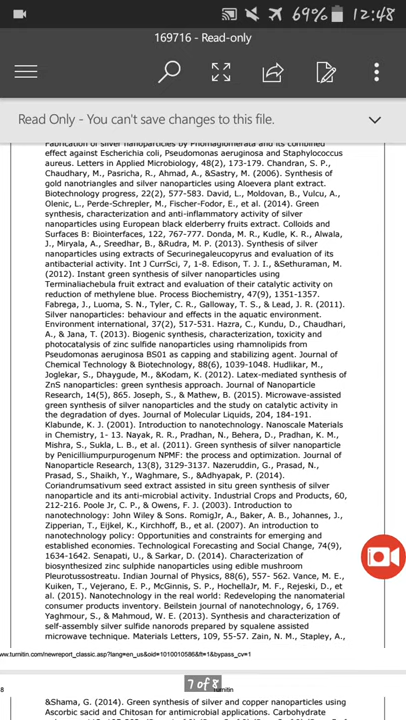 69% 12:48
169716 - Read-only
Read Only - You can't save changes to this file.
Fabrication of silver nanoparticles by Phomaglomerata and its combined
effect against Escherichia coli, Pseudomonas aeruginosa and Staphylococcus
aureus. Letters in Applied Microbiology, 48(2), 173-179. Chandran, S. P.,
Chaudhary, M., Pasricha, R., Ahmad, A., &Sastry, M. (2006). Synthesis of
gold nanotriangles and silver nanoparticles using Aloevera plant extract.
Biotechnology progress, 22(2), 577-583. David, L., Moldovan, B., Vulcu, A.,
Olenic, L., Perde-Schrepler, M., Fischer-Fodor, E., et al. (2014). Green
synthesis, characterization and anti-inflammatory activity of silver
nanoparticles using European black elderberry fruits extract. Colloids and
Surfaces B: Biointerfaces, 122, 767-777. Donda, M. R., Kudle, K. R., Alwala,
J., Miryala, A., Sreedhar, B., &Rudra, M. P. (2013). Synthesis of silver
nanoparticles using extracts of Securinegaleucopyrus and evaluation of its
antibacterial activity. Int J CurrSci, 7, 1-8. Edison, T. J. I., &Sethuraman, M.
(2012). Instant green synthesis of silver nanoparticles using
Terminaliachebula fruit extract and evaluation of their catalytic activity on
reduction of methylene blue. Process Biochemistry, 47(9), 1351-1357.
Fabrega, J., Luoma, S. N., Tyler, C. R., Galloway, T. S., & Lead, J. R. (2011).
Silver nanoparticles: behaviour and effects in the aquatic environment.
Environment international, 37(2), 517-531. Hazra, C., Kundu, D., Chaudhari,
A., & Jana, T. (2013). Biogenic synthesis, characterization, toxicity and
photocatalysis of zinc sulfide nanoparticles using rhamnolipids from
Pseudomonas aeruginosa BS01 as capping and stabilizing agent. Journal of
Chemical Technology & Biotechnology, 88(6), 1039-1048. Hudlikar, M.,
Joglekar, S., Dhaygude, M., &Kodam, K. (2012). Latex-mediated synthesis of
ZnS nanoparticles: green synthesis approach. Journal of Nanoparticle
Research, 14(5), 865. Joseph, S., & Mathew, B. (2015). Microwave-assisted
green synthesis of silver nanoparticles and the study on catalytic activity in
the degradation of dyes. Journal of Molecular Liquids, 204, 184-191.
Klabunde, K. J. (2001). Introduction to nanotechnology. Nanoscale Materials
in Chemistry, 1- 13. Nayak, R. R., Pradhan, N., Behera, D., Pradhan, K. M.,
Mishra, S., Sukla, L. B., et al. (2011). Green synthesis of silver nanoparticle
by Penicilliumpurpurogenum NPMF: the process and optimization. Journal of
Nanoparticle Research, 13(8), 3129-3137. Nazeruddin, G., Prasad, N.,
Prasad, S., Shaikh, Y., Waghmare, S., &Adhyapak, P. (2014).
Coriandrumsativum seed extract assisted in situ green synthesis of silver
nanoparticle and its anti-microbial activity. Industrial Crops and Products, 60,
212-216. Poole Jr, C. P., & Owens, F. J. (2003). Introduction to
nanotechnology: John Wiley & Sons. RomigJr, A., Baker, A. B., Johannes, J.,
Zipperian, T., Eijkel, K., Kirchhoff, B., et al. (2007). An introduction to
nanotechnology policy: Opportunities and constraints for emerging and
established economies. Technological Forecasting and Social Change, 74(9),
1634-1642. Senapati, U., & Sarkar, D. (2014). Characterization of
biosynthesized zinc sulphide nanoparticles using edible mushroom
Pleurotusostreatu. Indian Journal of Physics, 88(6), 557- 562. Vance, M. E.,
Kuiken, T., Vejerano, E. P., McGinnis, S. P., HochellaJr, M. F., Rejeski, D., et
al. (2015). Nanotechnology in the real world: Redeveloping the nanomaterial
consumer products inventory. Beilstein journal of nanotechnology, 6, 1769.
Yaghmour, S., & Mahmoud, W. E. (2013). Synthesis and characterization of
self-assembly silver sulfide nanorods prepared by squalene assisted
microwave technique. Materials Letters, 109, 55-57. Zain, N. M., Stapley, A.,
ww.turnitin.com/newreport_classic.asp?lang=en_us&oid=1010010586&ft=1&bypass_cv=1
7 of 8
8 turnitin
&Shama, G. (2014). Green synthesis of silver and copper nanoparticles using
Ascorbic sacid and Chitosan for antimicrobial applications. Carbohydrate